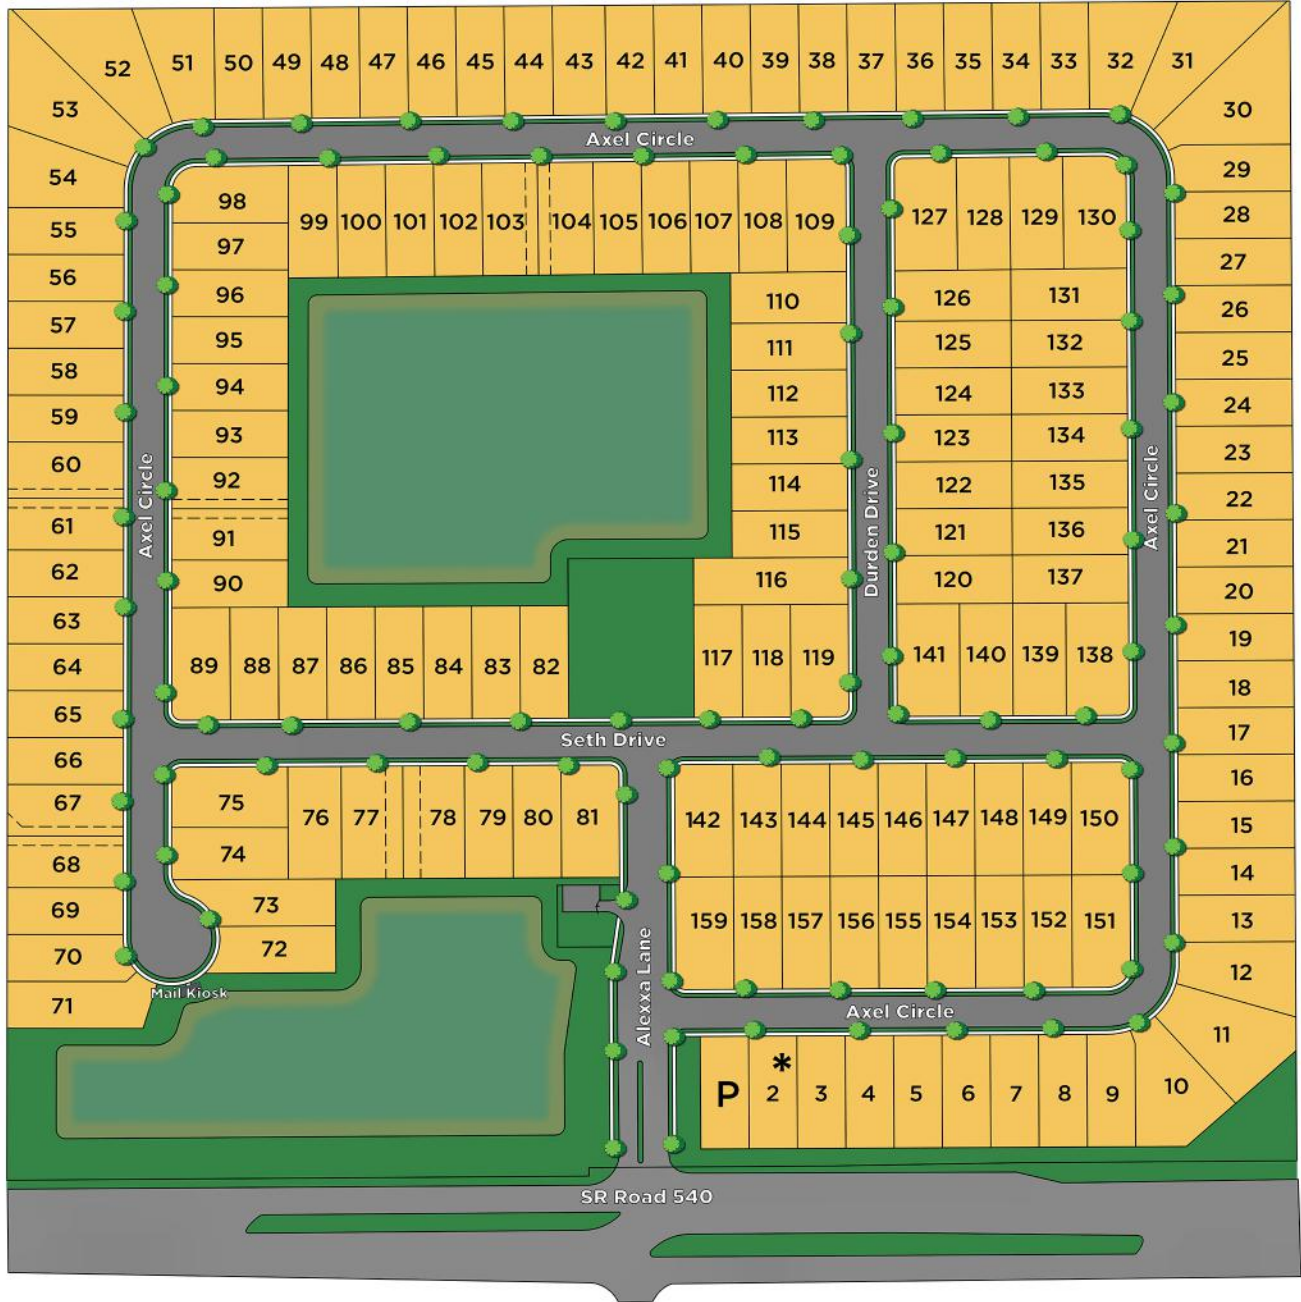 52 51 50 49 48 47 46 45 44 43 42 41 40 39 38 37 36 35 34 33 32 31
53 30
Axel Circle
54 29
98 99 100 101 102 103 104 105 106 107 108 109 127 128 129 130 28
55 97 27
56 96 110 126 131 26
57 95 111 125 132 25
58 94 112 124 133 24
59 93 113 123 134 23
60 92 114 122 135 22
Axel Circle
Durden Drive
Axel Circle
61 91 115 121 136 21
62 90 116 120 137 20
63 19
64 89 88 87 86 85 84 83 82 117 118 119 141 140 139 138 18
65 17
Seth Drive
66 16
67 75 76 77 78 79 80 81 142 143 144 145 146 147 148 149 150 15
68 74 14
69 73 159 158 157 156 155 154 153 152 151 13
70 72 12
Alexxa Lane
Mail Kiosk
71
Axel Circle
11
*
P 2 3 4 5 6 7 8 9 10
SR Road 540